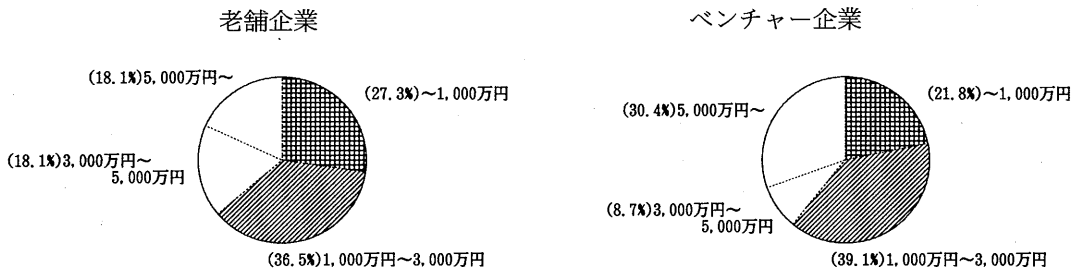 老舗企業
(18.1%)5,000万円～
(27.3%)～1,000万円
(18.1%)3,000万円～
5,000万円
(36.5%)1,000万円～3,000万円
ベンチャー企業
(30.4%)5,000万円～
(21.8%)～1,000万円
(8.7%)3,000万円～
5,000万円
(39.1%)1,000万円～3,000万円